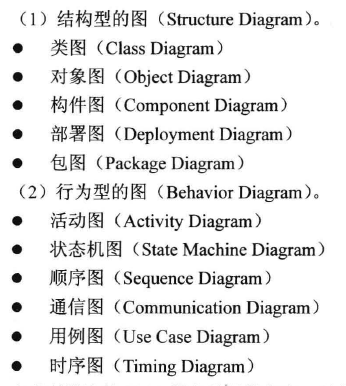 （1）结构型的图（Structure Diagram）。
● 类图（Class Diagram）
● 对象图（Object Diagram）
● 构件图（Component Diagram）
● 部署图（Deployment Diagram）
● 包图（Package Diagram）
（2）行为型的图（Behavior Diagram）。
● 活动图（Activity Diagram）
● 状态机图（State Machine Diagram）
● 顺序图（Sequence Diagram）
● 通信图（Communication Diagram）
● 用例图（Use Case Diagram）
● 时序图（Timing Diagram）